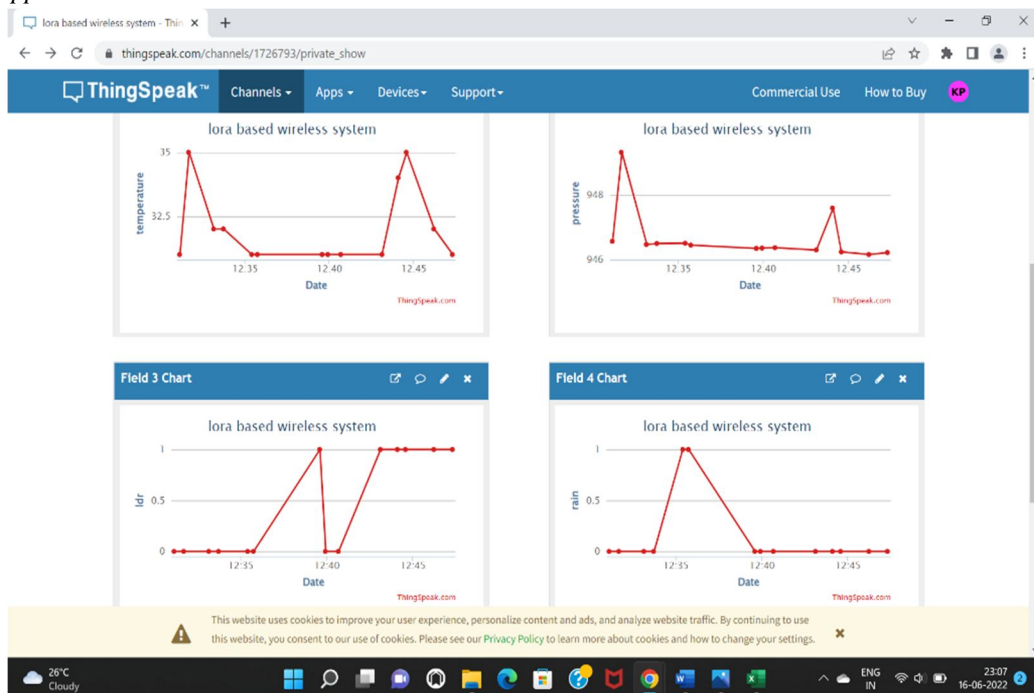 lora based wireless system - Thin
thingspeak.com/channels/1726793/private_show
ThingSpeak™ Channels Apps Devices Support Commercial Use How to Buy KP
lora based wireless system
35
32.5
temperature
12:35 12:40 12:45
Date
ThingSpeak.com
lora based wireless system
948
946
pressure
12:35 12:40 12:45
Date
ThingSpeak.com
Field 3 Chart
lora based wireless system
1
0.5
0
ldr
12:35 12:40 12:45
Date
ThingSpeak.com
Field 4 Chart
lora based wireless system
1
0.5
0
rain
12:35 12:40 12:45
Date
ThingSpeak.com
This website uses cookies to improve your user experience, personalize content and ads, and analyze website traffic. By continuing to use
this website, you consent to our use of cookies. Please see our Privacy Policy to learn more about cookies and how to change your settings.
26°C
Cloudy
ENG
IN
23:07
16-06-2022
2